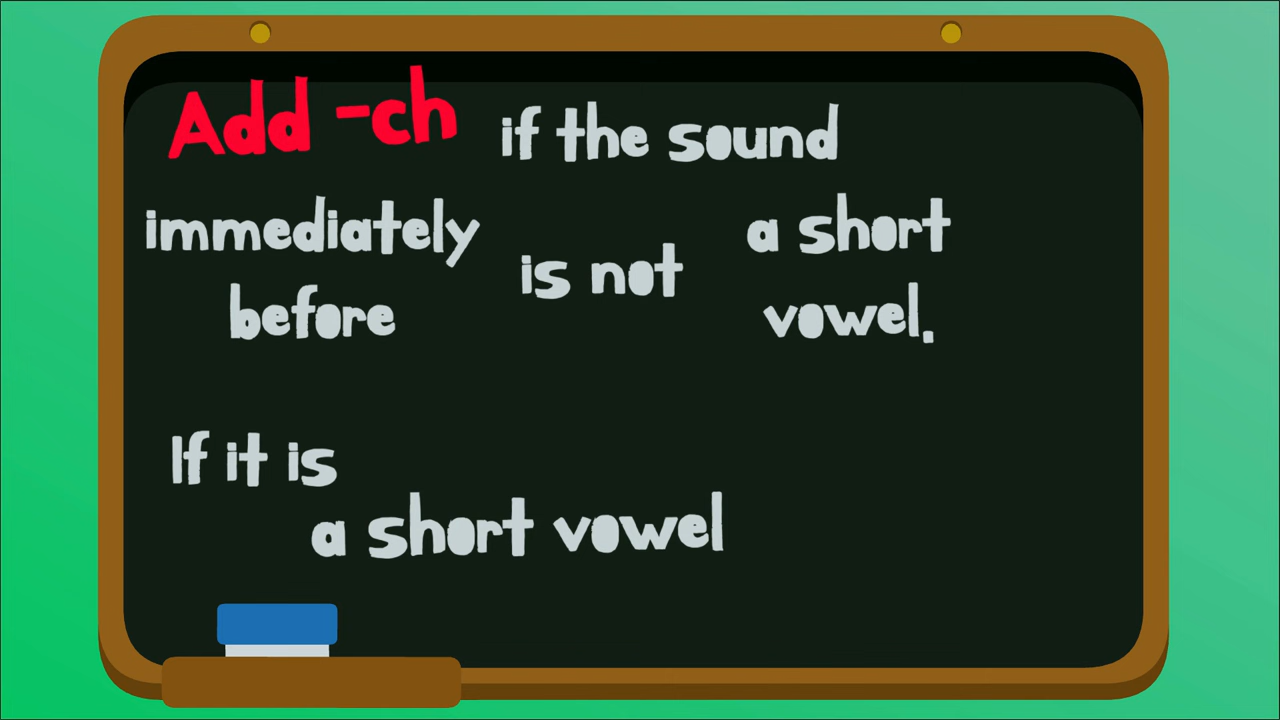 Add -ch if the sound
immediately before is not a short vowel.
If it is
a short vowel